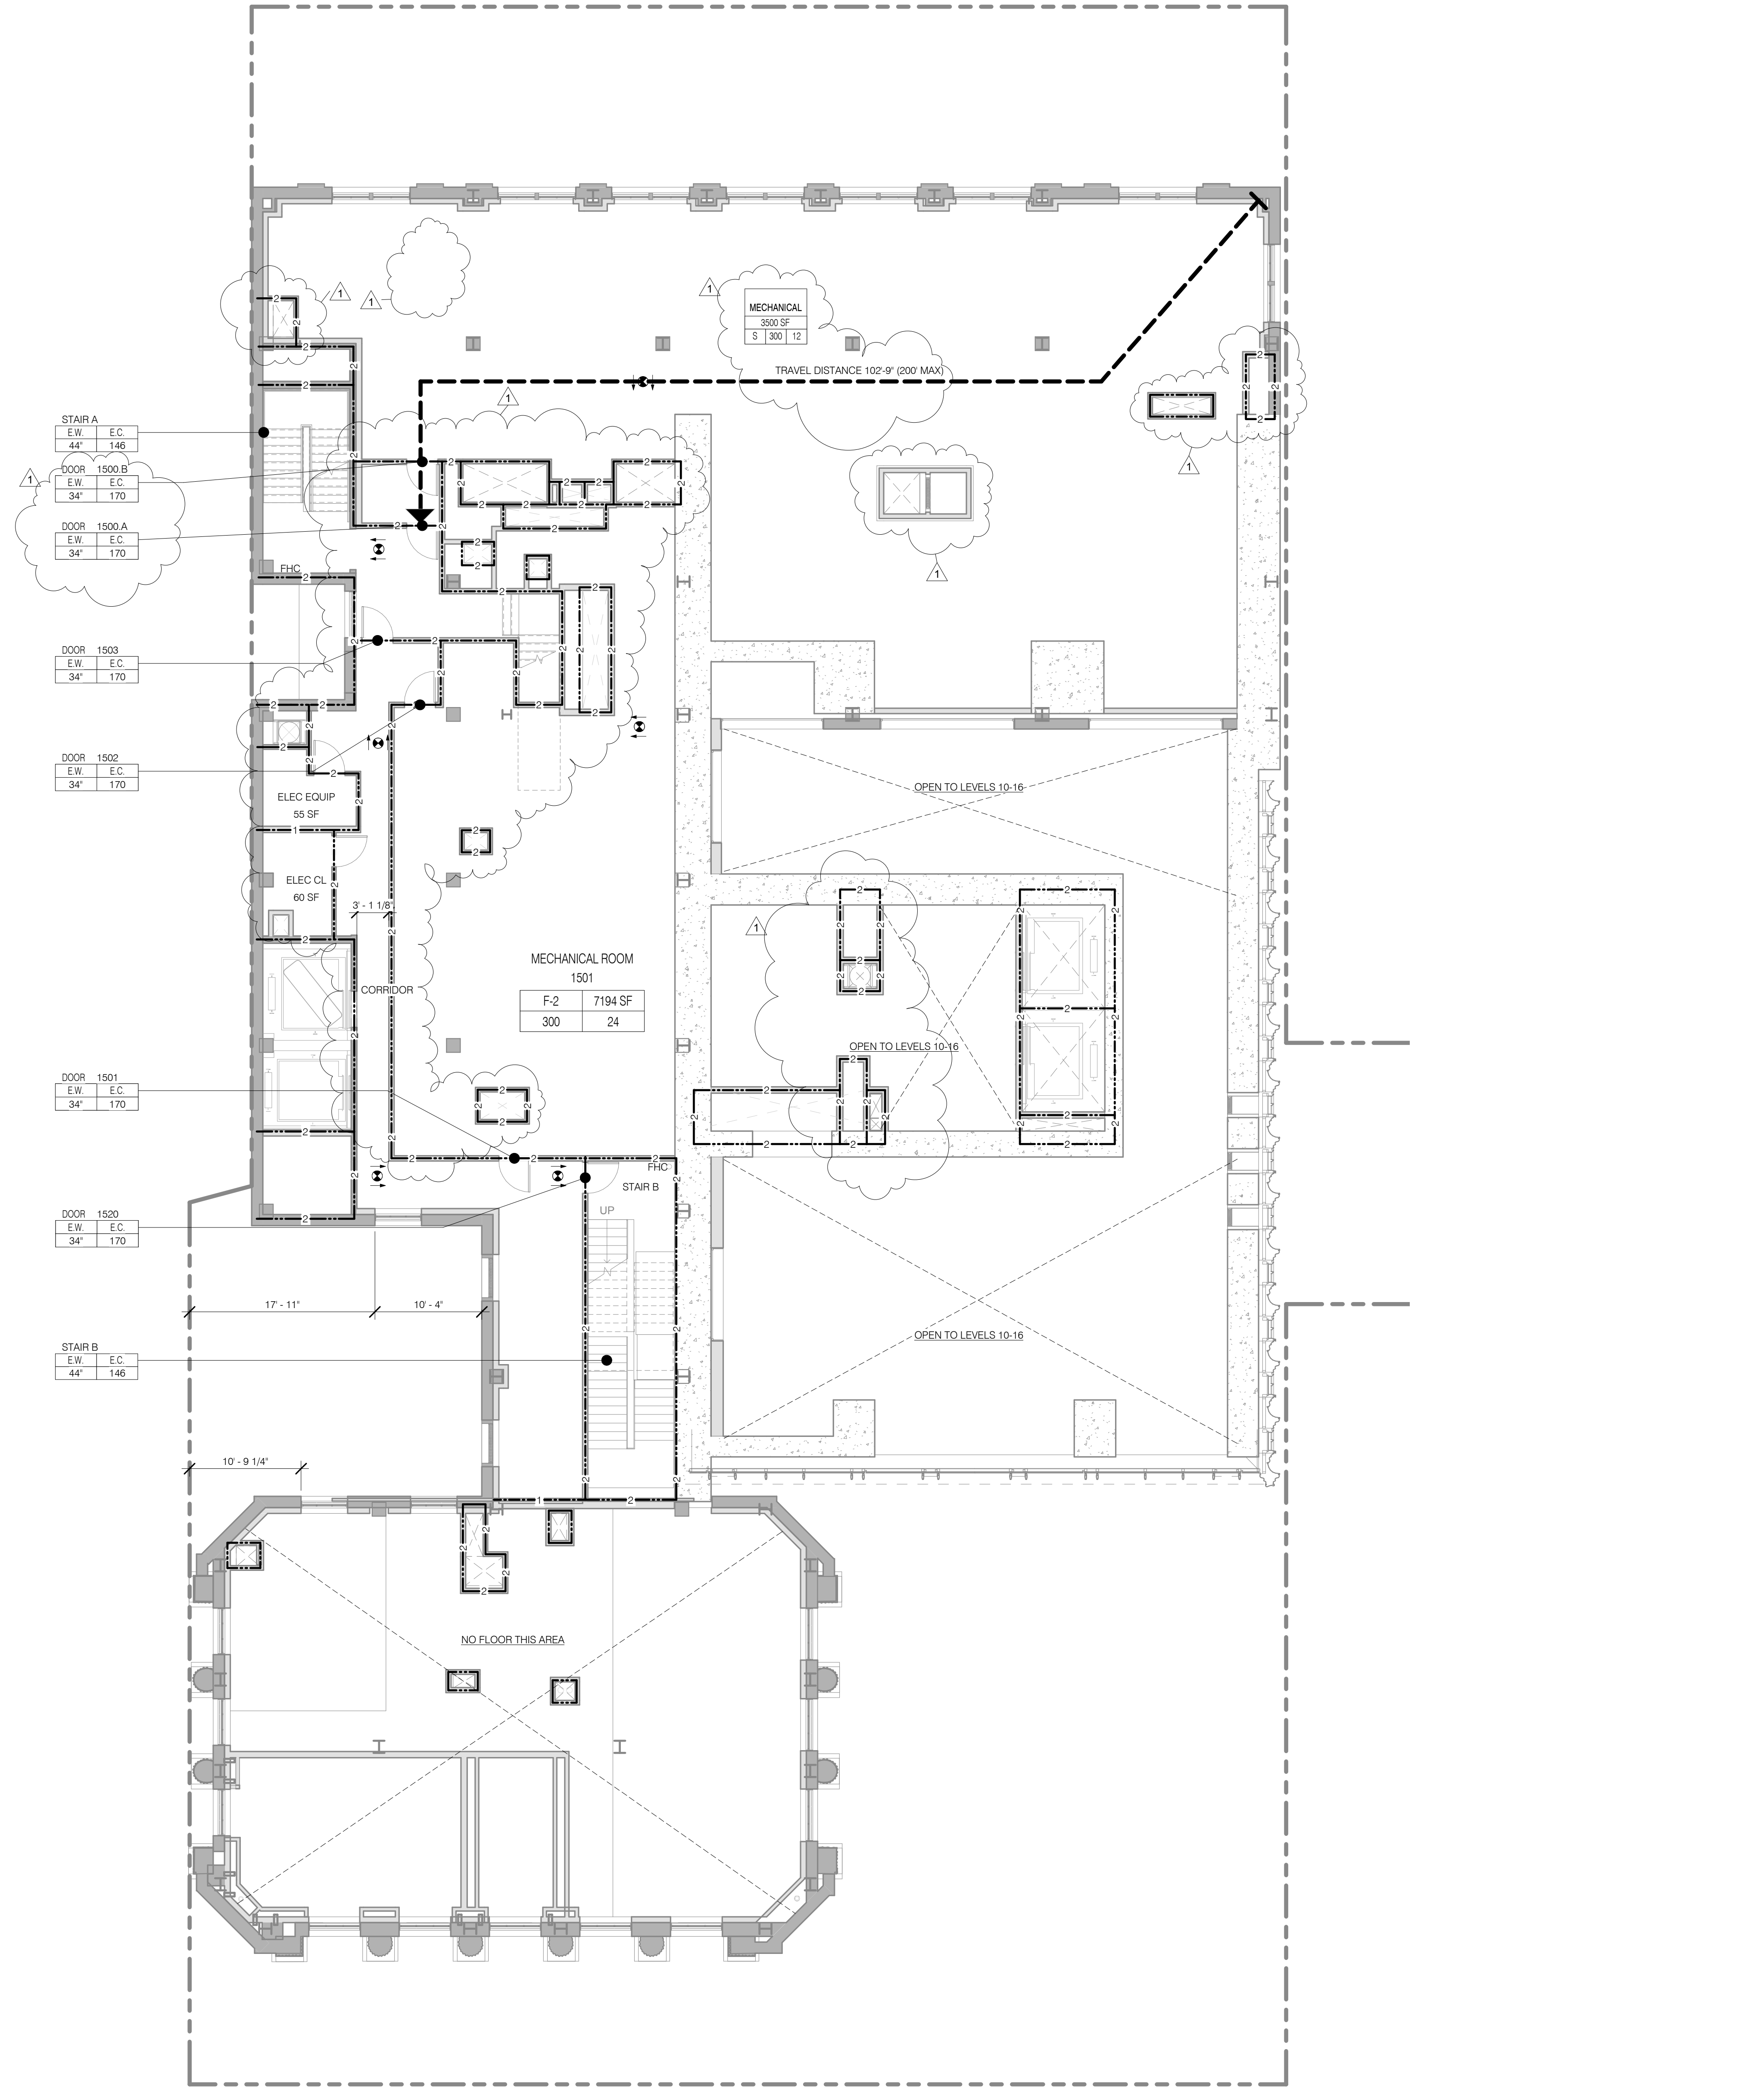 1
1
1
MECHANICAL
3500 SF
S 300 12
TRAVEL DISTANCE 102'-9" (200' MAX)
1
1
1
1
1
STAIR A
E.W. E.C.
44" 146
DOOR 1500.B
E.W. E.C.
34" 170
DOOR 1500.A
E.W. E.C.
34" 170
FHC
DOOR 1503
E.W. E.C.
34" 170
DOOR 1502
E.W. E.C.
34" 170
ELEC EQUIP
55 SF
ELEC CL
60 SF
3' - 1 1/8"
CORRIDOR
MECHANICAL ROOM
1501
F-2 7194 SF
300 24
OPEN TO LEVELS 10-16
OPEN TO LEVELS 10-16
DOOR 1501
E.W. E.C.
34" 170
FHC
STAIR B
UP
DOOR 1520
E.W. E.C.
34" 170
17' - 11"
10' - 4"
OPEN TO LEVELS 10-16
STAIR B
E.W. E.C.
44" 146
10' - 9 1/4"
1
2
NO FLOOR THIS AREA